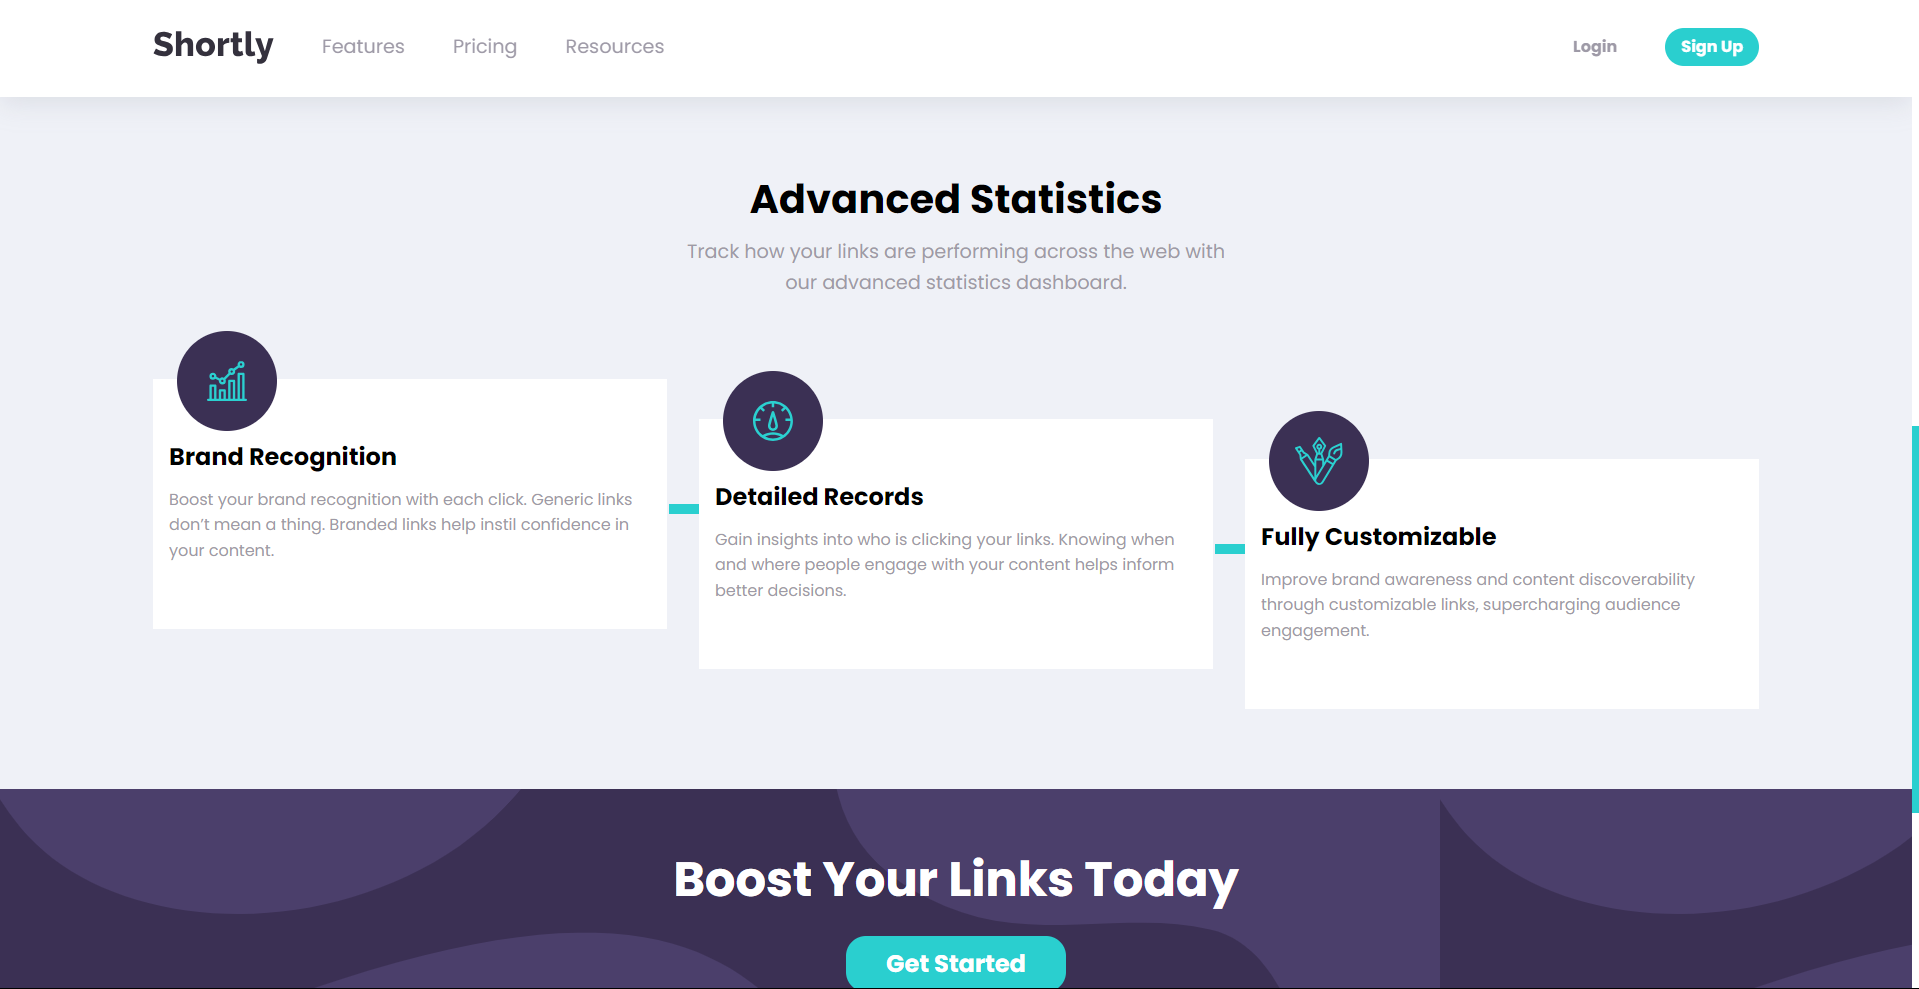 Shortly
Features
Pricing
Resources
Login
Sign Up
Advanced Statistics
Track how your links are performing across the web with
our advanced statistics dashboard.
Brand Recognition
Boost your brand recognition with each click. Generic links
don’t mean a thing. Branded links help instil confidence in
your content.
Detailed Records
Gain insights into who is clicking your links. Knowing when
and where people engage with your content helps inform
better decisions.
Fully Customizable
Improve brand awareness and content discoverability
through customizable links, supercharging audience
engagement.
Boost Your Links Today
Get Started